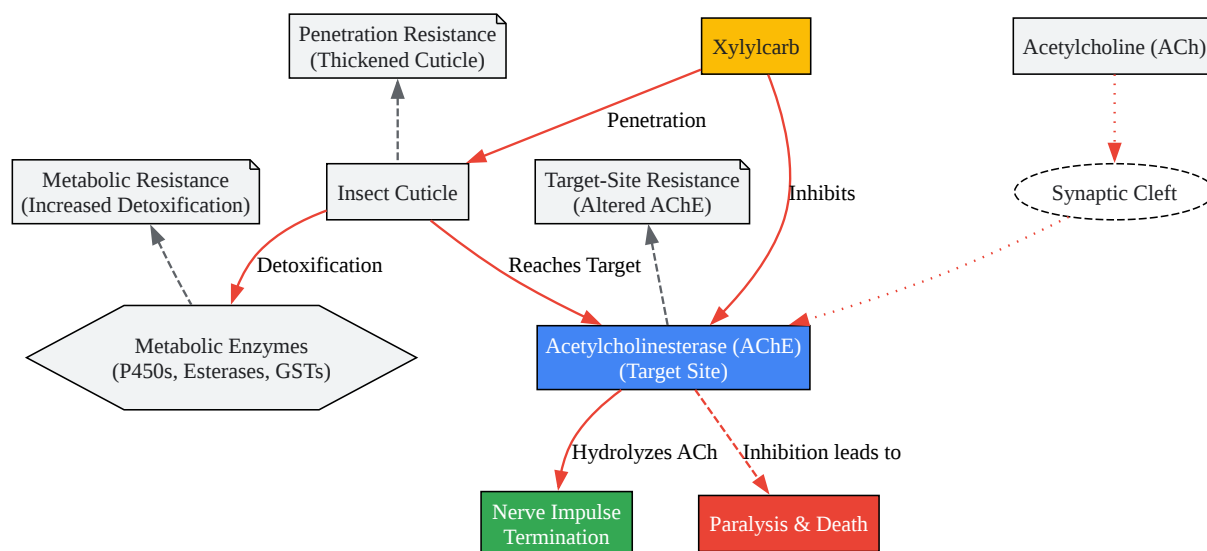 Penetration Resistance
(Thickened Cuticle)
Xylylcarb
Acetylcholine (ACh)
Penetration
Metabolic Resistance
(Increased Detoxification)
Insect Cuticle
Target-Site Resistance
(Altered AChE)
Inhibits
Synaptic Cleft
Detoxification
Reaches Target
Metabolic Enzymes
(P450s, Esterases, GSTs)
Acetylcholinesterase (AChE)
(Target Site)
Hydrolyzes ACh
Inhibition leads to
Nerve Impulse
Termination
Paralysis & Death